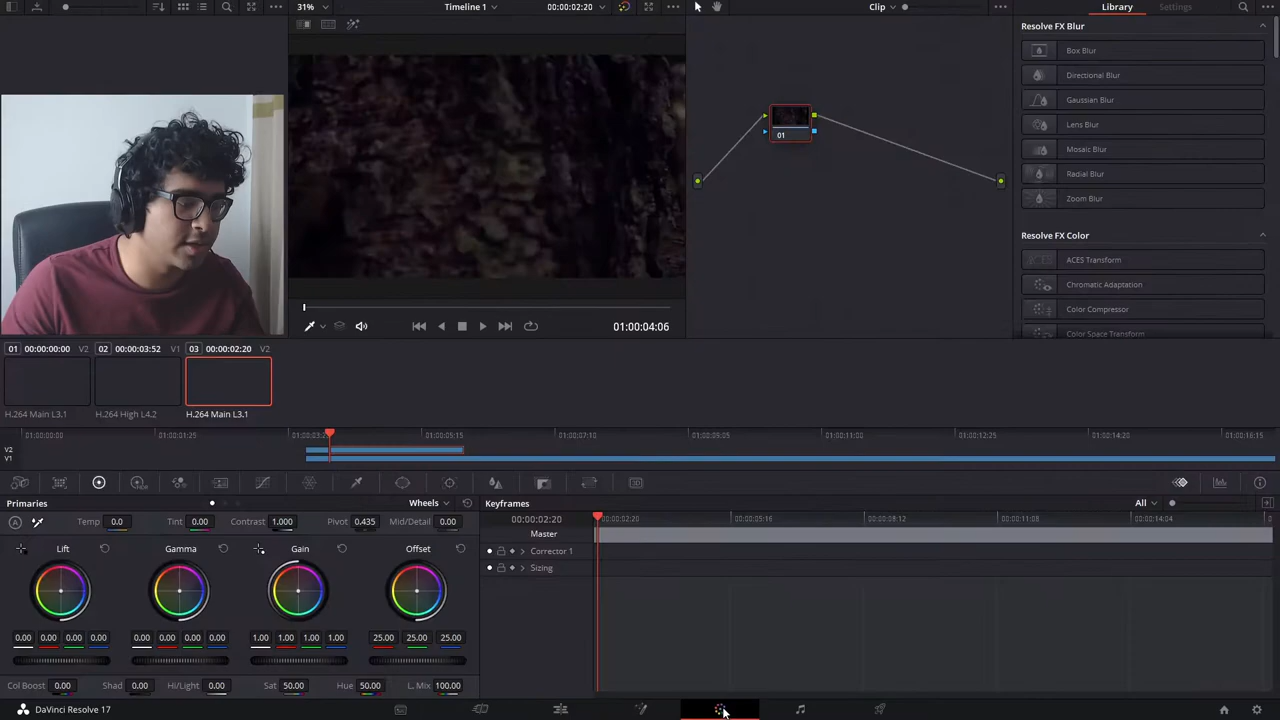 31%
Timeline 1
00:00:02:20
Clip
Library
Settings
Resolve FX Blur
Box Blur
Directional Blur
Gaussian Blur
Lens Blur
Mosaic Blur
Radial Blur
Zoom Blur
Resolve FX Color
ACES Transform
Chromatic Adaptation
Color Compressor
Color Space Transform
01
01:00:04:06
01 00:00:00:00 V2
02 00:00:03:52 V1
03 00:00:02:20 V2
H.264 Main L3.1
H.264 High L4.2
H.264 Main L3.1
01:00:00:00
01:00:01:25
01:00:05:15
01:00:07:10
01:00:11:00
01:00:12:25
01:00:14:20
01:00:16:15
V2
V1
Primaries
Wheels
Keyframes
All
Temp 0.0
Tint 0.00
Contrast 1.000
Pivot 0.435
Mid/Detail 0.00
00:00:02:20
00:00:02:20
00:00:05:16
00:00:08:12
00:00:11:08
00:00:14:04
Master
Corrector 1
Sizing
Lift
Gamma
Gain
Offset
0.00 0.00 0.00 0.00
0.00 0.00 0.00 0.00
1.00 1.00 1.00 1.00
25.00 25.00 25.00
Col Boost 0.00
Shad 0.00
Hi/Light 0.00
Sat 50.00
Hue 50.00
L. Mix 100.00
DaVinci Resolve 17